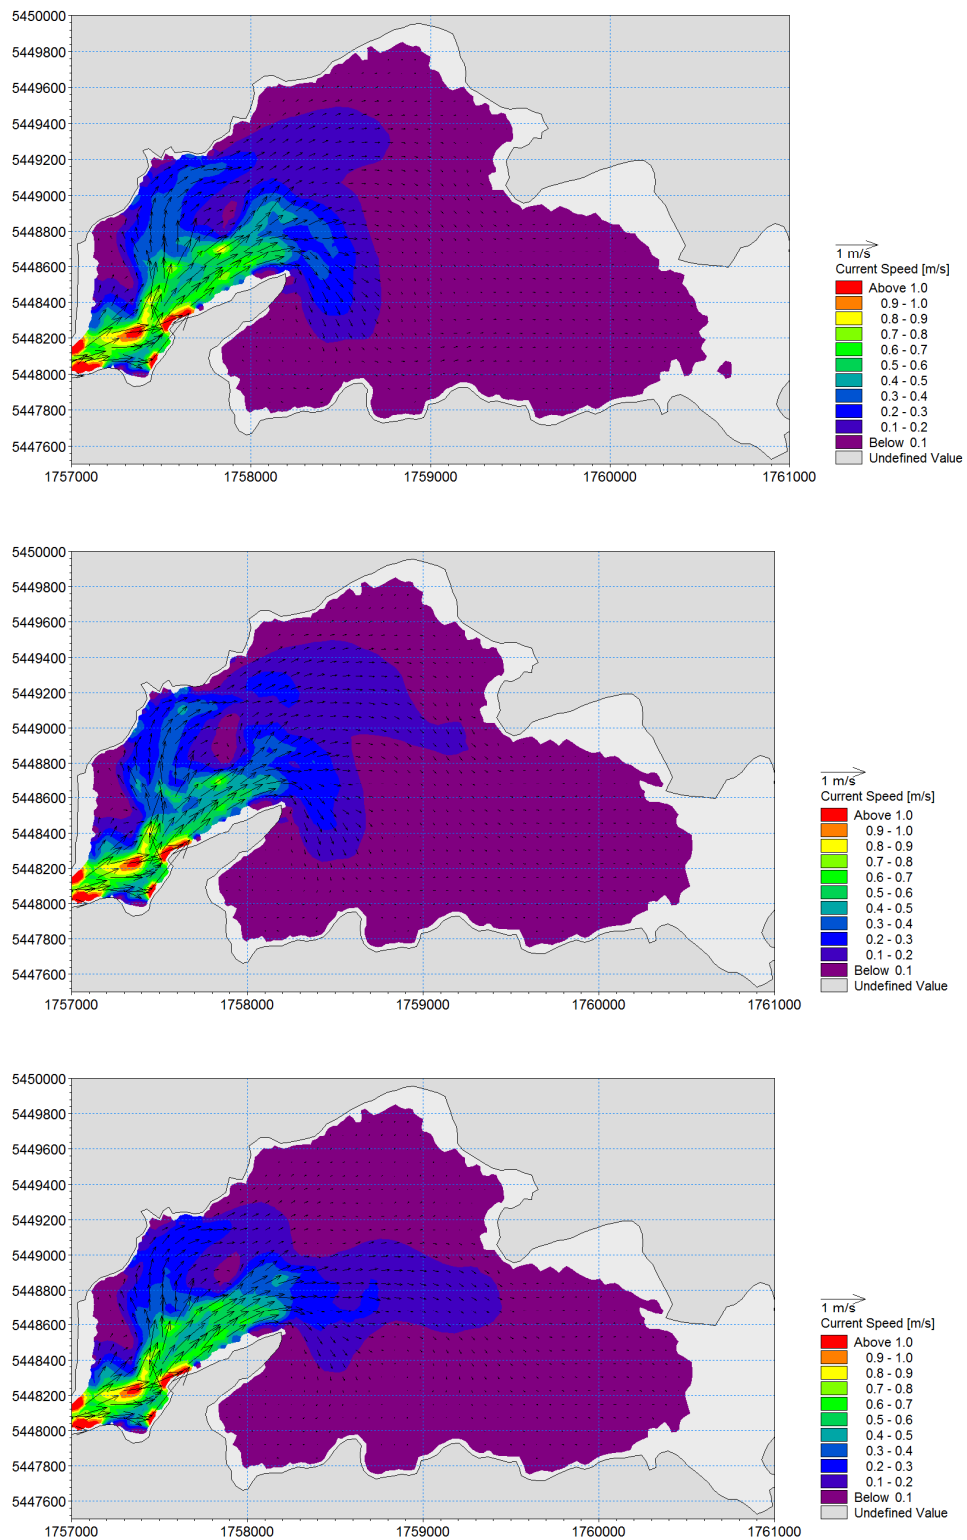 5450000
5449800
5449600
5449400
5449200
5449000
5448800
5448600
5448400
5448200
5448000
5447800
5447600
1757000 1758000 1759000 1760000 1761000
1 m/s
Current Speed [m/s]
Above 1.0
0.9 - 1.0
0.8 - 0.9
0.7 - 0.8
0.6 - 0.7
0.5 - 0.6
0.4 - 0.5
0.3 - 0.4
0.2 - 0.3
0.1 - 0.2
Below 0.1
Undefined Value
5450000
5449800
5449600
5449400
5449200
5449000
5448800
5448600
5448400
5448200
5448000
5447800
5447600
1757000 1758000 1759000 1760000 1761000
1 m/s
Current Speed [m/s]
Above 1.0
0.9 - 1.0
0.8 - 0.9
0.7 - 0.8
0.6 - 0.7
0.5 - 0.6
0.4 - 0.5
0.3 - 0.4
0.2 - 0.3
0.1 - 0.2
Below 0.1
Undefined Value
5450000
5449800
5449600
5449400
5449200
5449000
5448800
5448600
5448400
5448200
5448000
5447800
5447600
1757000 1758000 1759000 1760000 1761000
1 m/s
Current Speed [m/s]
Above 1.0
0.9 - 1.0
0.8 - 0.9
0.7 - 0.8
0.6 - 0.7
0.5 - 0.6
0.4 - 0.5
0.3 - 0.4
0.2 - 0.3
0.1 - 0.2
Below 0.1
Undefined Value